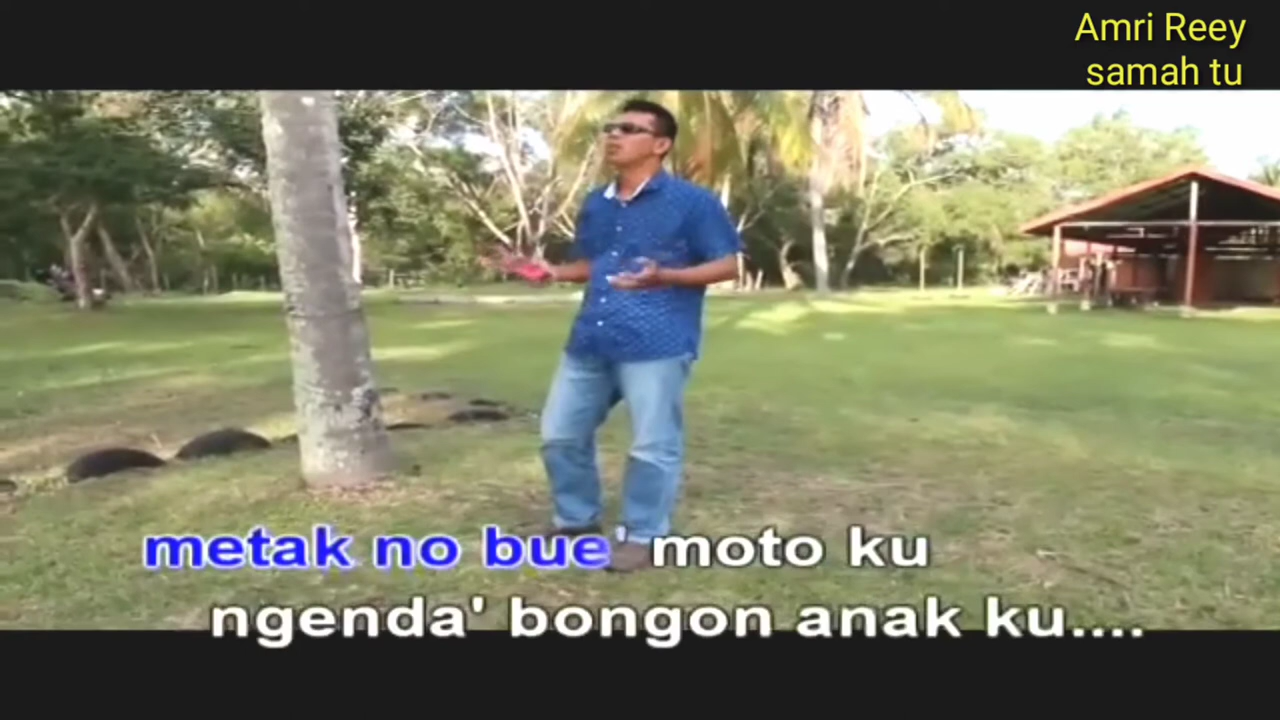 Amri Reey
samah tu
metak no bue moto ku
ngenda' bongon anak ku....